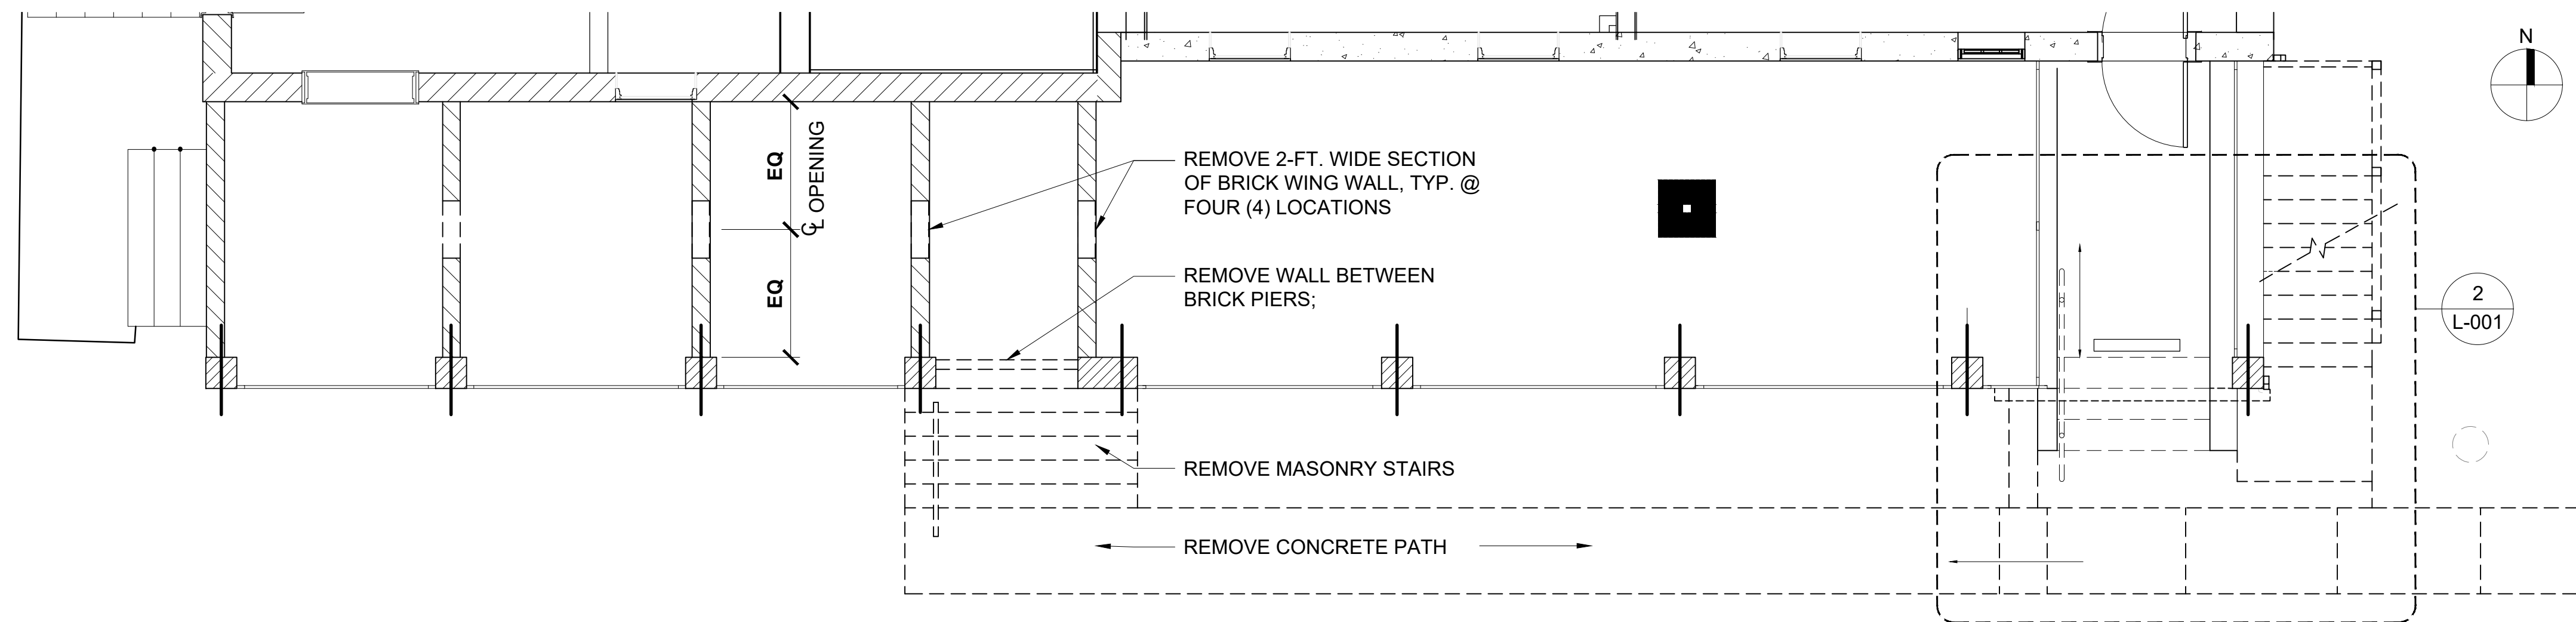 N
EQ
CL OPENING
EQ
REMOVE 2-FT. WIDE SECTION
OF BRICK WING WALL, TYP. @
FOUR (4) LOCATIONS
REMOVE WALL BETWEEN
BRICK PIERS;
2
L-001
REMOVE MASONRY STAIRS
REMOVE CONCRETE PATH